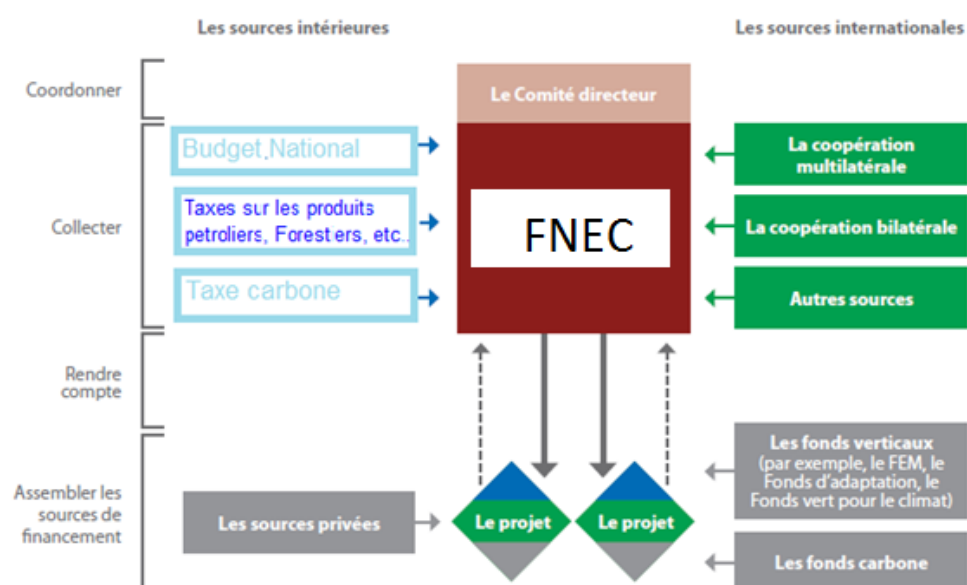 Les sources intérieures
Les sources internationales
Coordonner
Le Comité directeur
Collecter
Budget.National
Taxes sur les produits
petroliers, Forestiers, etc..
Taxe carbone
FNEC
La coopération
multilatérale
La coopération bilatérale
Autres sources
Rendre
compte
Assembler les
sources de
financement
Les sources privées
Le projet
Le projet
Les fonds verticaux
(par exemple, le FEM, le
Fonds d'adaptation, le
Fonds vert pour le climat)
Les fonds carbone